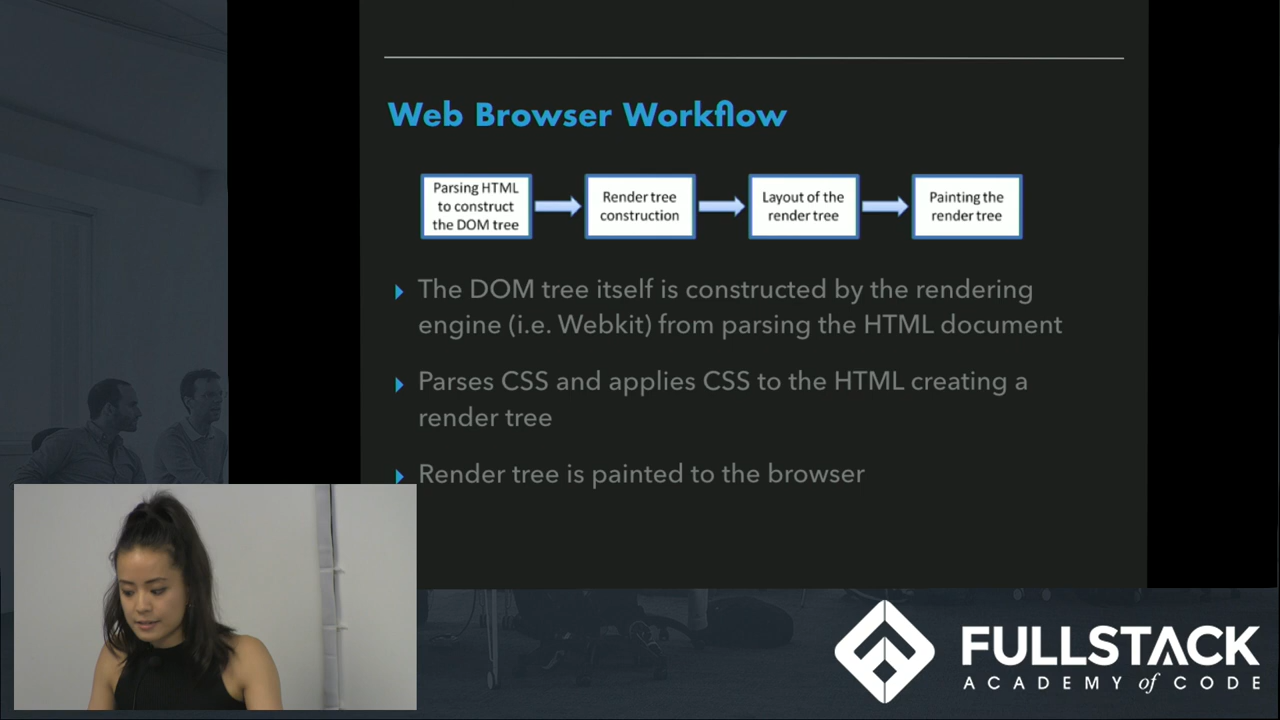 Web Browser Workflow
Parsing HTML
to construct
the DOM tree
Render tree
construction
Layout of the
render tree
Painting the
render tree
The DOM tree itself is constructed by the rendering
engine (i.e. Webkit) from parsing the HTML document
Parses CSS and applies CSS to the HTML creating a
render tree
Render tree is painted to the browser
FULLSTACK
ACADEMY of CODE